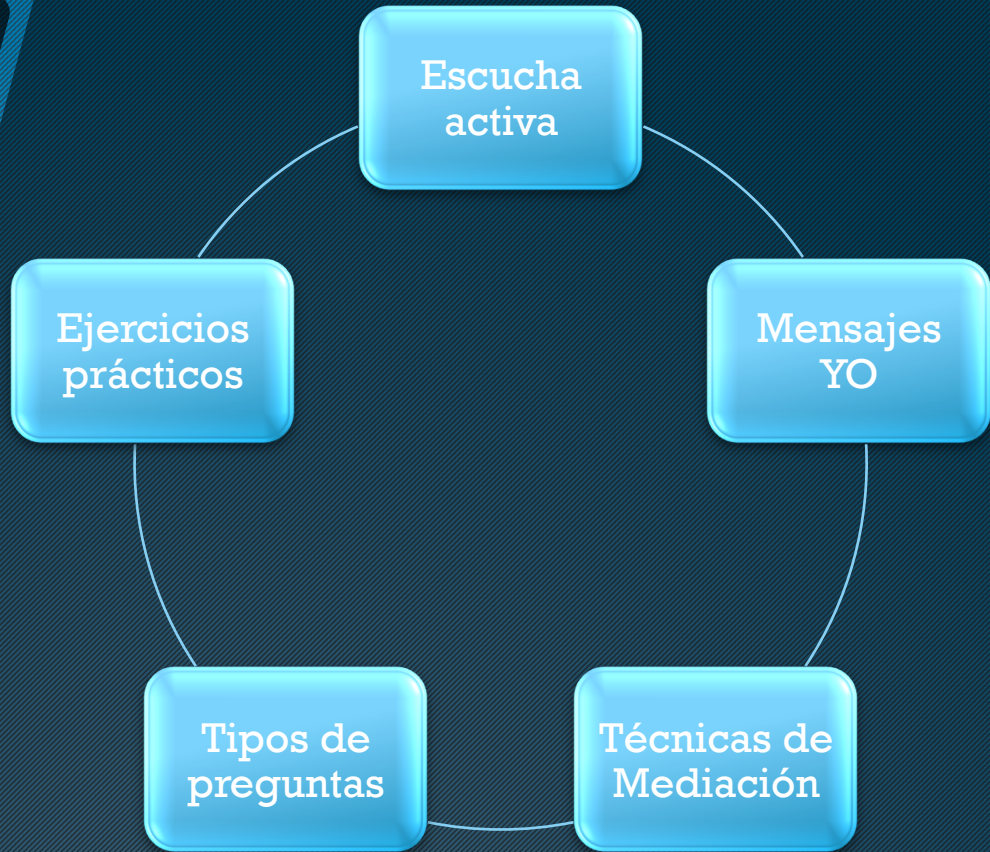 Escucha
activa
Mensajes
YO
Técnicas de
Mediación
Tipos de
preguntas
Ejercicios
prácticos